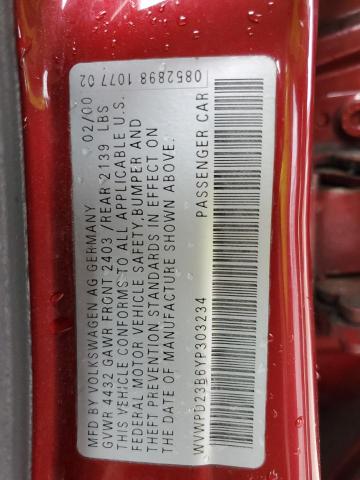 0852898 1077 02
MFD BY VOLKSWAGEN AG GERMANY 02/00
GVWR 4432 GAWR FRONT 2403 /REAR 2139 LBS
THIS VEHICLE CONFORMS TO ALL APPLICABLE U.S.
FEDERAL MOTOR VEHICLE SAFETY,BUMPER AND
THEFT PREVENTION STANDARDS IN EFFECT ON
THE DATE OF MANUFACTURE SHOWN ABOVE.
WVWPD23B6YP303234 PASSENGER CAR